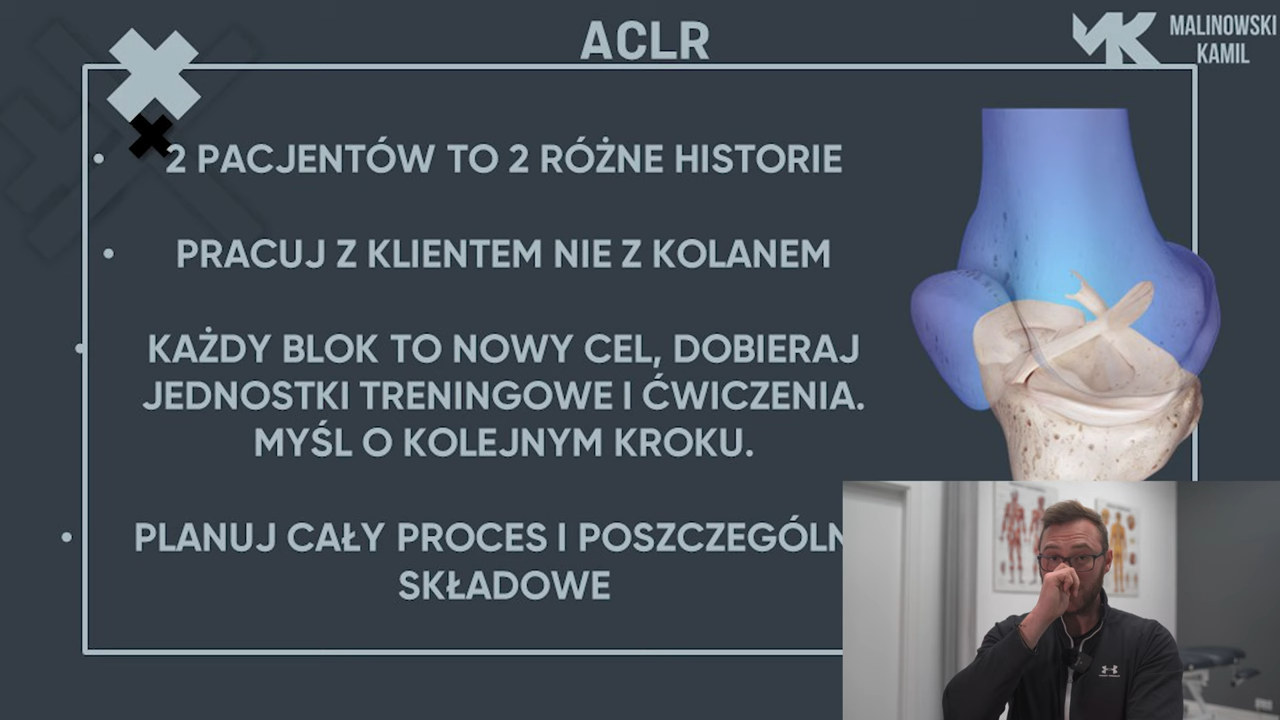 ACLR
MALINOWSKI
KAMIL
• 2 PACJENTÓW TO 2 RÓŻNE HISTORIE
• PRACUJ Z KLIENTEM NIE Z KOLANEM
• KAŻDY BLOK TO NOWY CEL, DOBIERAJ
JEDNOSTKI TRENINGOWE I ĆWICZENIA.
MYŚL O KOLEJNYM KROKU.
• PLANUJ CAŁY PROCES I POSZCZEGÓLN
SKŁADOWE